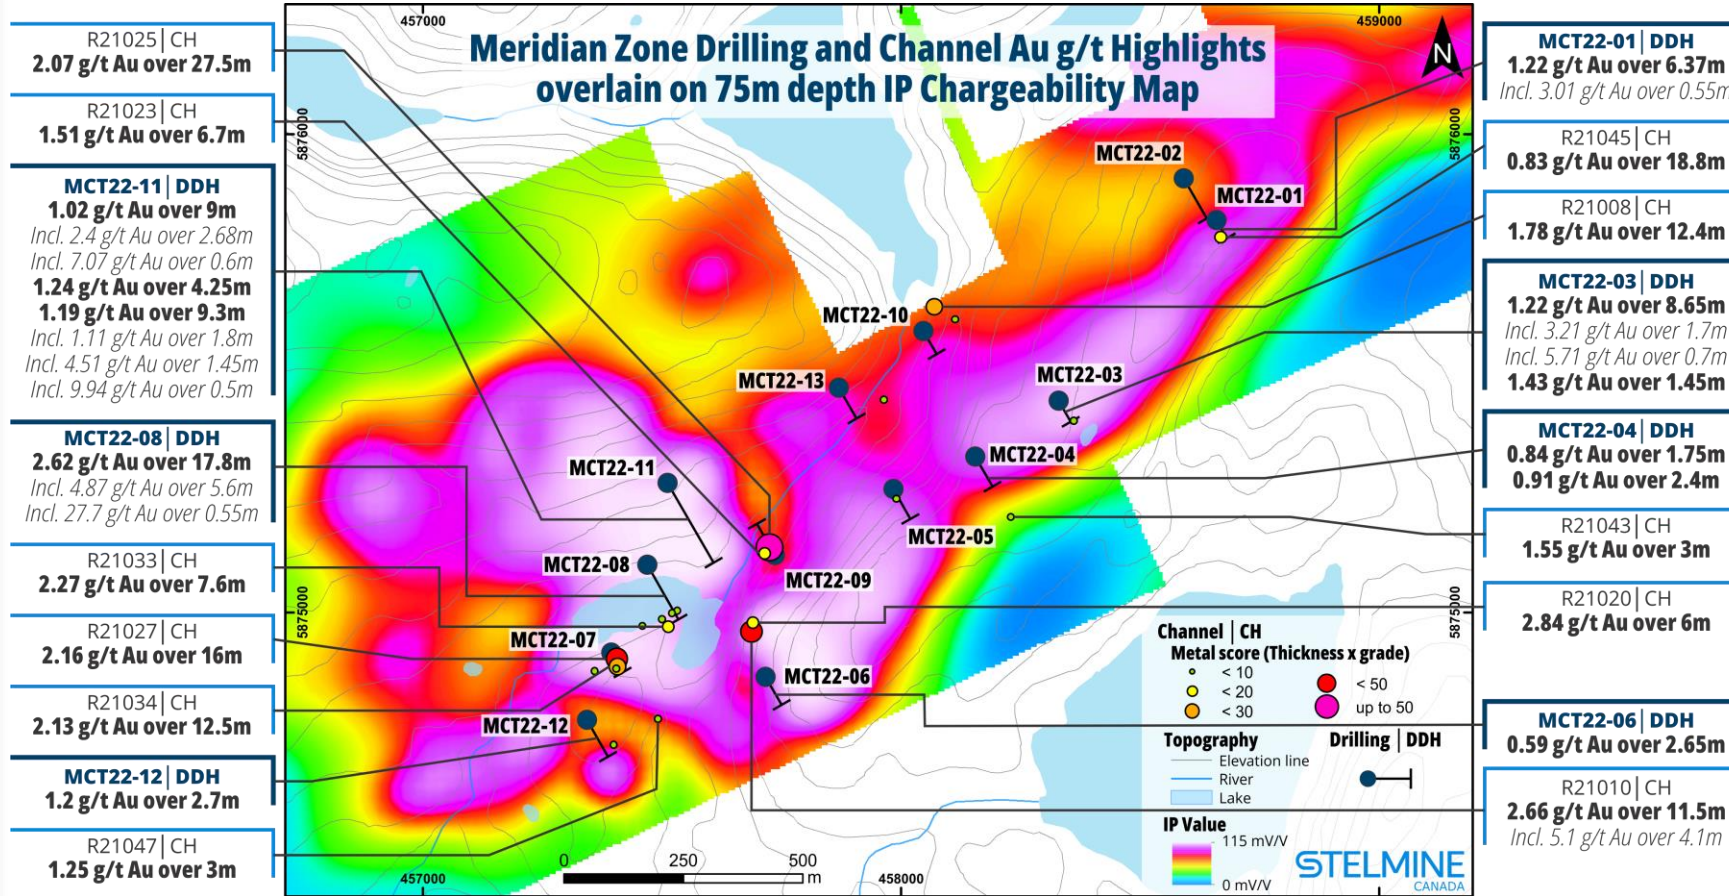 Meridian Zone Drilling and Channel Au g/t Highlights
overlain on 75m depth IP Chargeability Map
R21025 | CH
2.07 g/t Au over 27.5m
R21023 | CH
1.51 g/t Au over 6.7m
MCT22-11 | DDH
1.02 g/t Au over 9m
Incl. 2.4 g/t Au over 2.68m
Incl. 7.07 g/t Au over 0.6m
1.24 g/t Au over 4.25m
1.19 g/t Au over 9.3m
Incl. 1.11 g/t Au over 1.8m
Incl. 4.51 g/t Au over 1.45m
Incl. 9.94 g/t Au over 0.5m
MCT22-08 | DDH
2.62 g/t Au over 17.8m
Incl. 4.87 g/t Au over 5.6m
Incl. 27.7 g/t Au over 0.55m
R21033 | CH
2.27 g/t Au over 7.6m
R21027 | CH
2.16 g/t Au over 16m
R21034 | CH
2.13 g/t Au over 12.5m
MCT22-12 | DDH
1.2 g/t Au over 2.7m
R21047 | CH
1.25 g/t Au over 3m
457000
459000
N
5876000
5876000
MCT22-02
MCT22-01
MCT22-10
MCT22-13
MCT22-03
MCT22-04
MCT22-11
MCT22-05
MCT22-08
MCT22-09
MCT22-07
MCT22-06
MCT22-12
5875000
5875000
0 250 500
m
457000
458000
Channel | CH
Metal score (Thickness x grade)
< 10
< 20
< 30
< 50
up to 50
Topography
Elevation line
River
Lake
Drilling | DDH
IP Value
115 mV/V
0 mV/V
STELMINE
CANADA
MCT22-01 | DDH
1.22 g/t Au over 6.37m
Incl. 3.01 g/t Au over 0.55m
R21045 | CH
0.83 g/t Au over 18.8m
R21008 | CH
1.78 g/t Au over 12.4m
MCT22-03 | DDH
1.22 g/t Au over 8.65m
Incl. 3.21 g/t Au over 1.7m
Incl. 5.71 g/t Au over 0.7m
1.43 g/t Au over 1.45m
MCT22-04 | DDH
0.84 g/t Au over 1.75m
0.91 g/t Au over 2.4m
R21043 | CH
1.55 g/t Au over 3m
R21020 | CH
2.84 g/t Au over 6m
MCT22-06 | DDH
0.59 g/t Au over 2.65m
R21010 | CH
2.66 g/t Au over 11.5m
Incl. 5.1 g/t Au over 4.1m